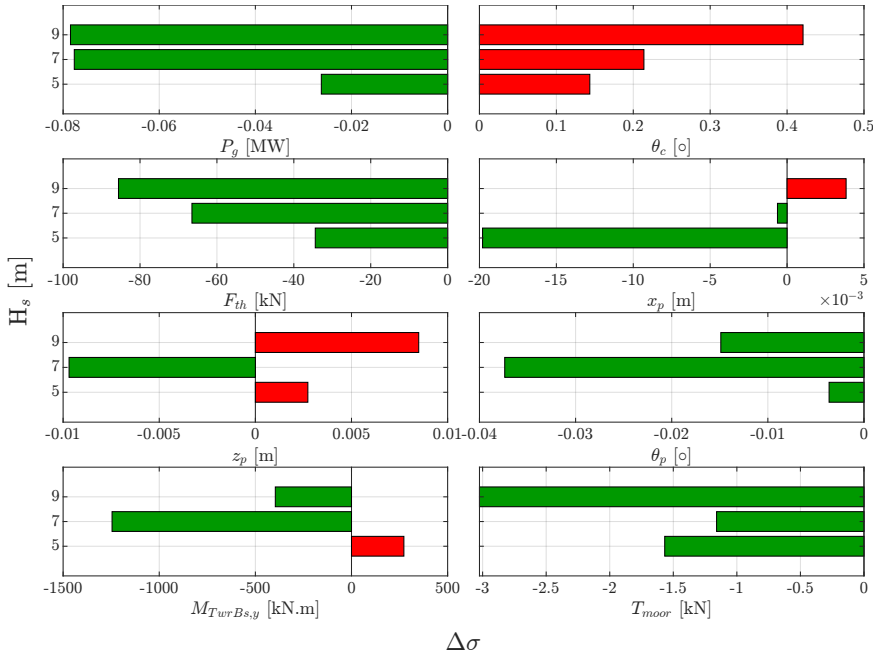 9
7
5
-0.08 -0.06 -0.04 -0.02 0
P_g [MW]
0 0.1 0.2 0.3 0.4 0.5
θ_c [∘]
9
7
5
-100 -80 -60 -40 -20 0
F_th [kN]
-20 -15 -10 -5 0 5
×10^-3
x_p [m]
H_s [m]
9
7
5
-0.01 -0.005 0 0.005 0.01
z_p [m]
-0.04 -0.03 -0.02 -0.01 0
θ_p [∘]
9
7
5
-1500 -1000 -500 0 500
M_TwrBs,y [kN.m]
-3 -2.5 -2 -1.5 -1 -0.5 0
T_moor [kN]
Δσ